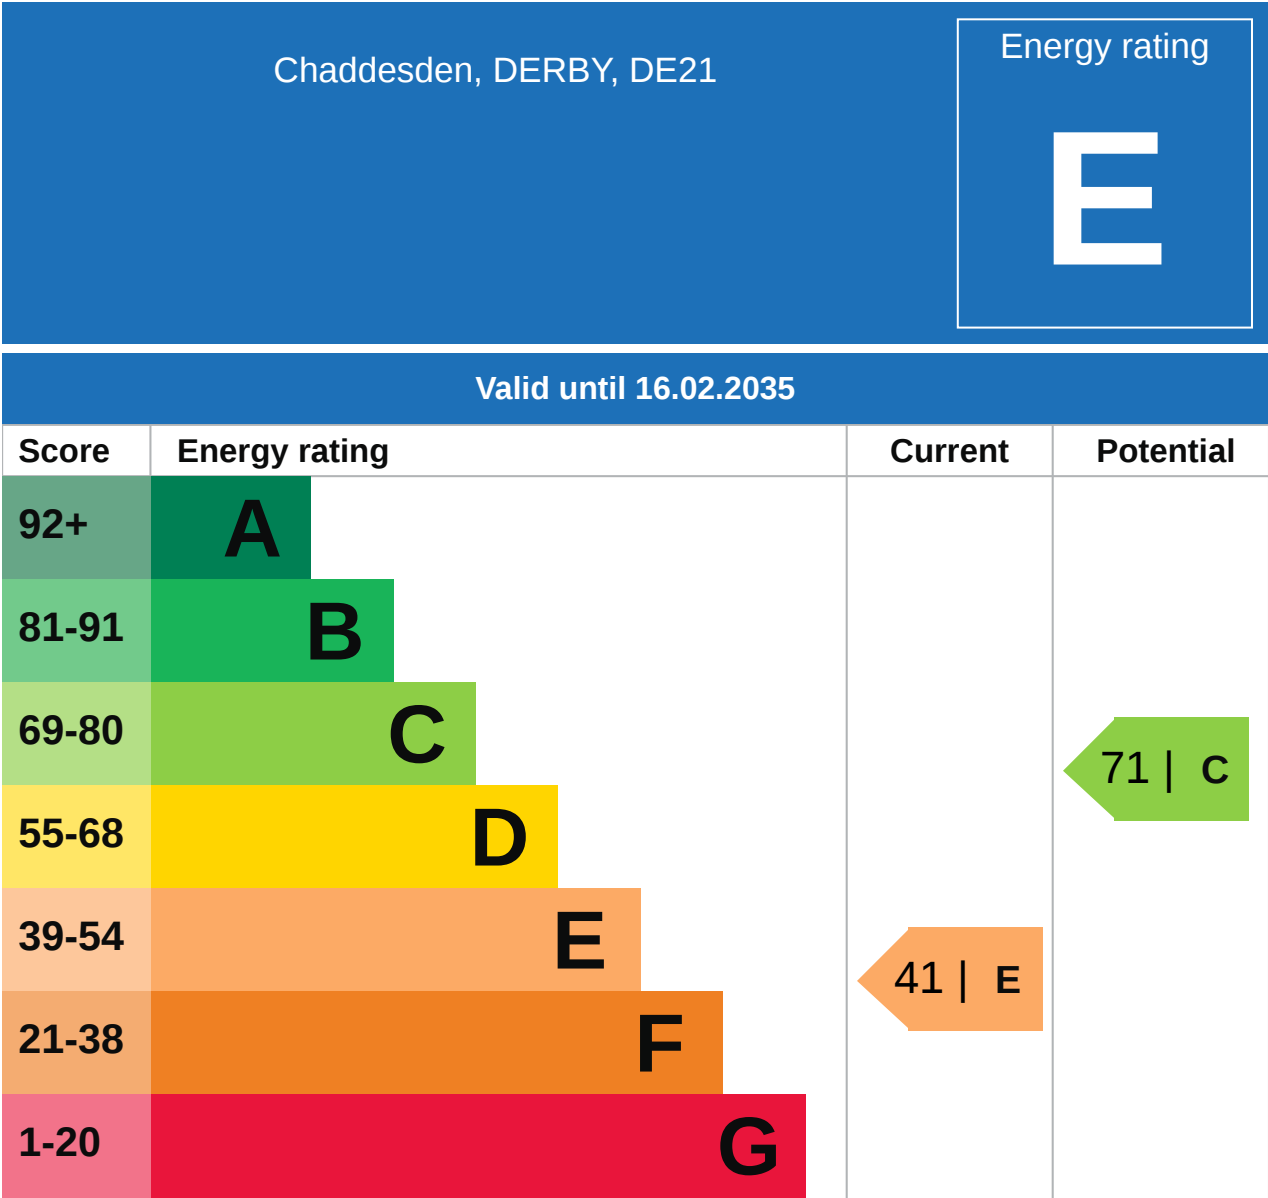 Chaddesden, DERBY, DE21
Energy rating
E
Valid until 16.02.2035
Score Energy rating Current Potential
92+ A
81-91 B
69-80 C
71 | C
55-68 D
39-54 E
41 | E
21-38 F
1-20 G